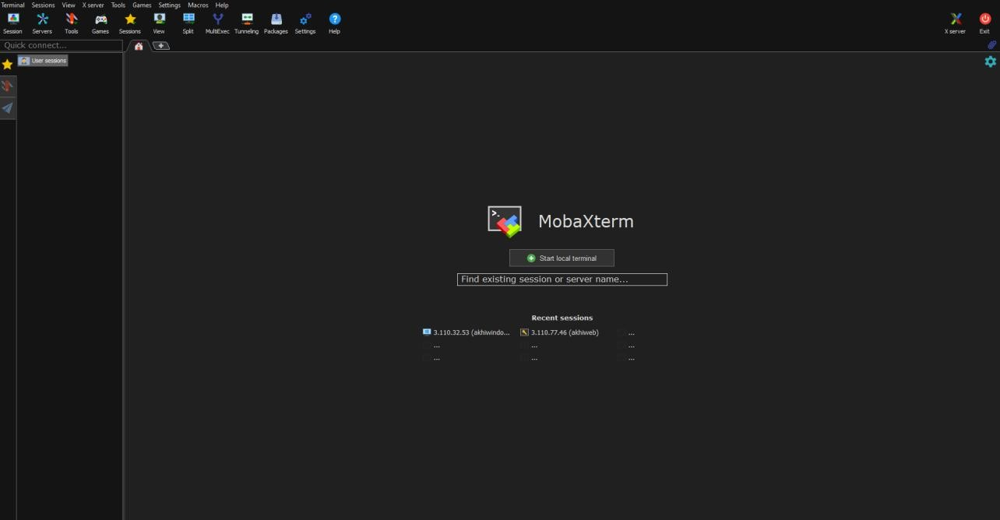 Terminal Sessions View X server Tools Games Settings Macros Help
Session Servers Tools Games Sessions View Split MultiExec Tunneling Packages Settings Help X server Exit
Quick connect...
User sessions
>_
MobaXterm
Start local terminal
Find existing session or server name...
Recent sessions
3.110.32.53 (akhiwindo... 3.110.77.46 (akhiweb) ...
... ... ...
... ... ...